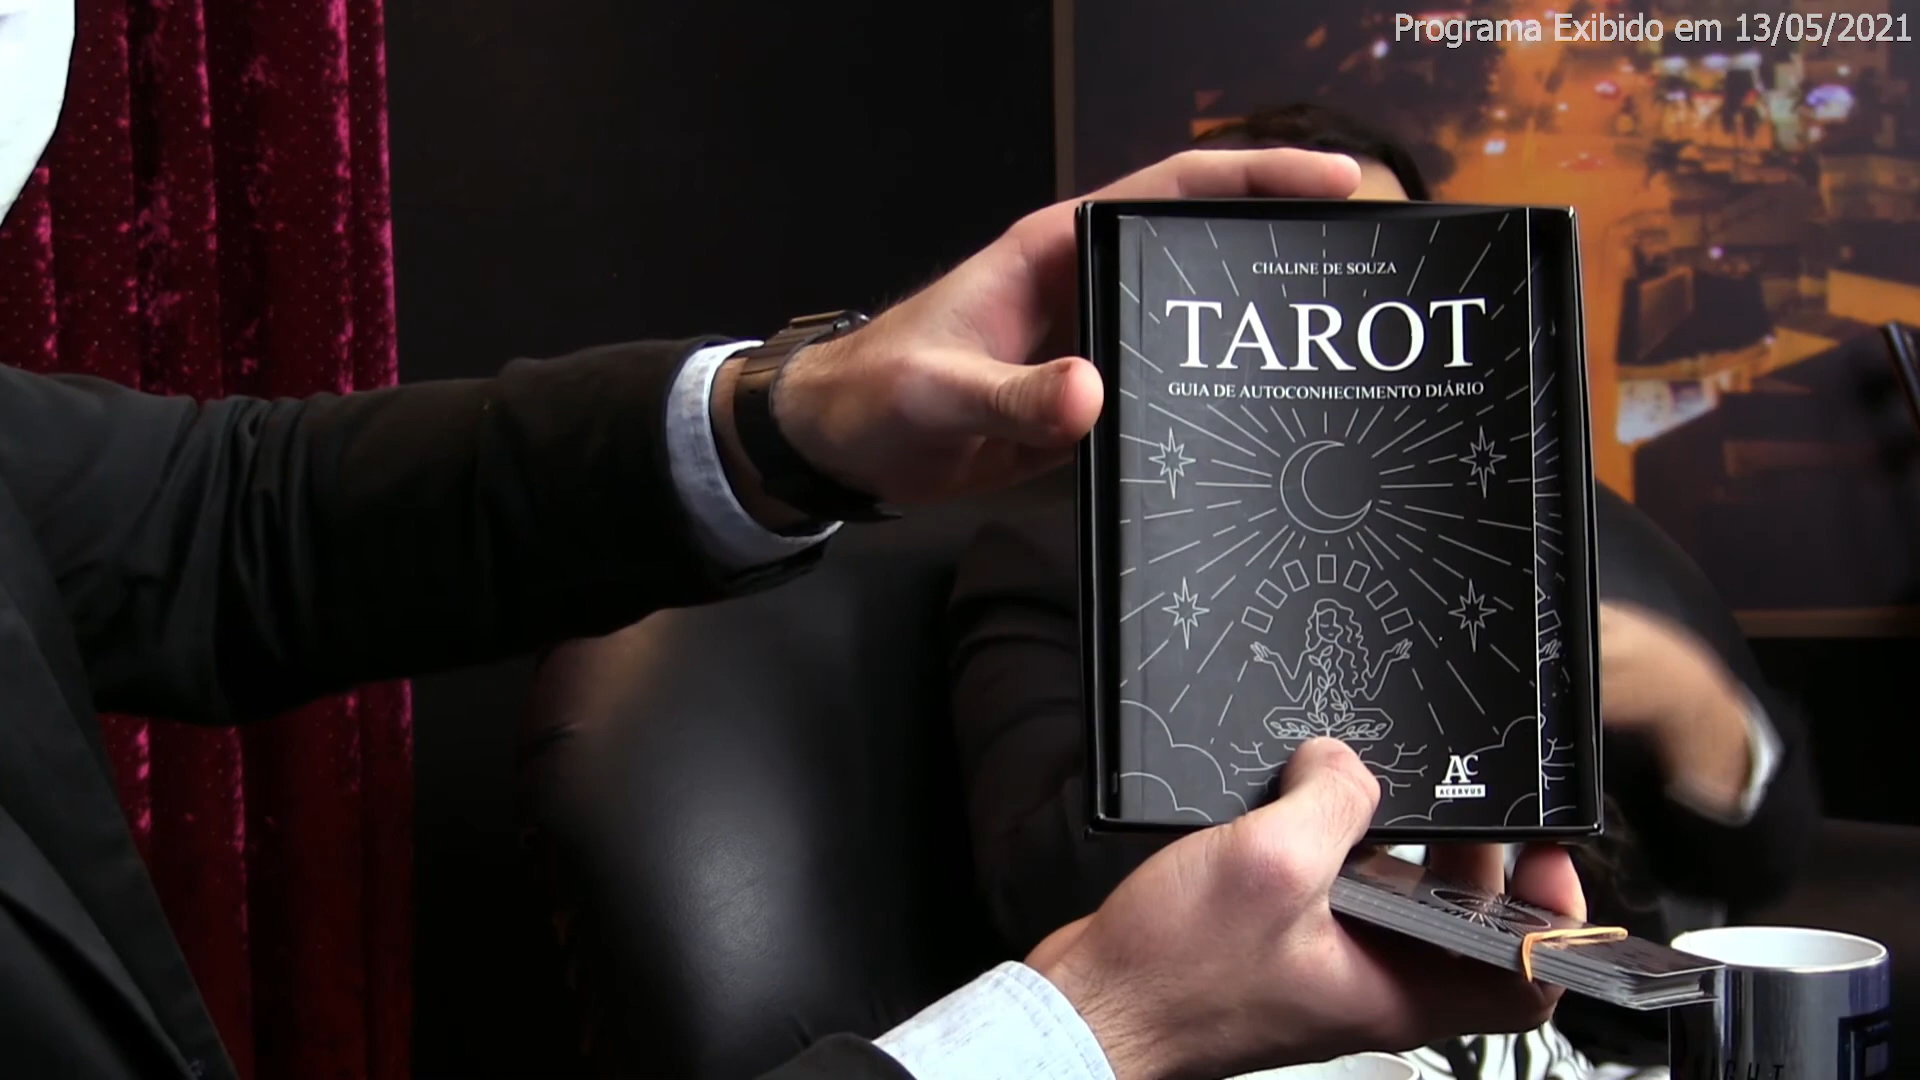 Programa Exibido em 13/05/2021
CHALINE DE SOUZA
TAROT
GUIA DE AUTOCONHECIMENTO DIÁRIO
AC
ACERVUS